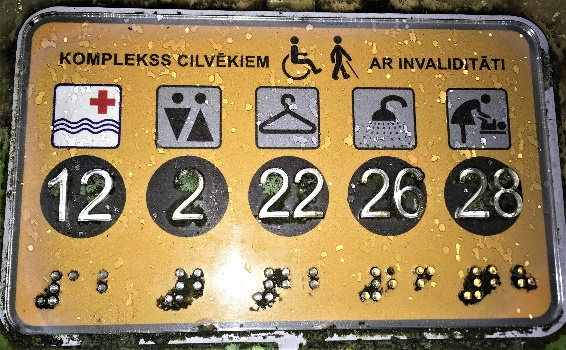 KOMPLEKSS CILVĒKIEM AR INVALIDITĀTI
12 2 22 26 28